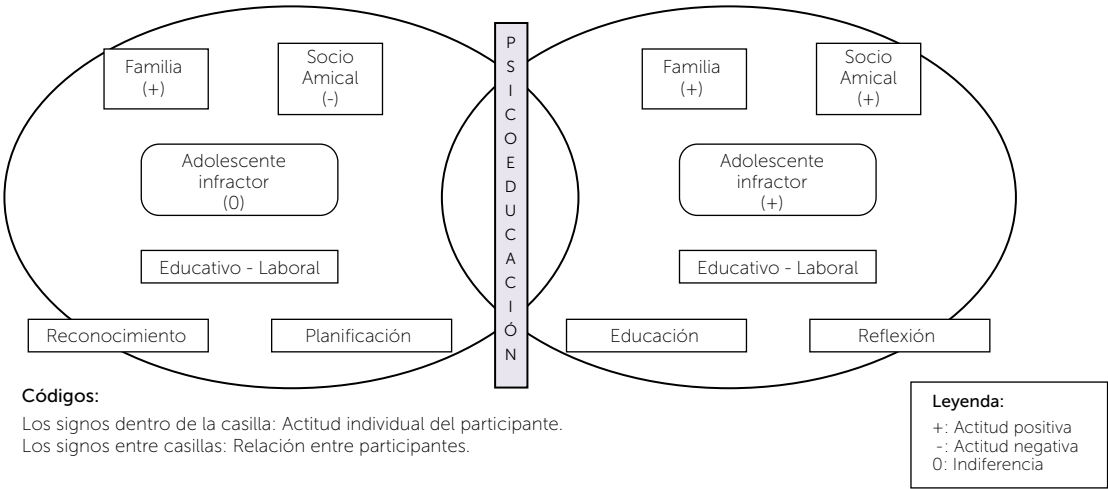 Familia
(+)
Socio
Amical
(-)
Adolescente
infractor
(0)
Educativo - Laboral
Reconocimiento
Planificación
P
S
I
C
O
E
D
U
C
A
C
I
Ó
N
Familia
(+)
Socio
Amical
(+)
Adolescente
infractor
(+)
Educativo - Laboral
Educación
Reflexión
Códigos:
Los signos dentro de la casilla: Actitud individual del participante.
Los signos entre casillas: Relación entre participantes.
Leyenda:
+: Actitud positiva
-: Actitud negativa
0: Indiferencia